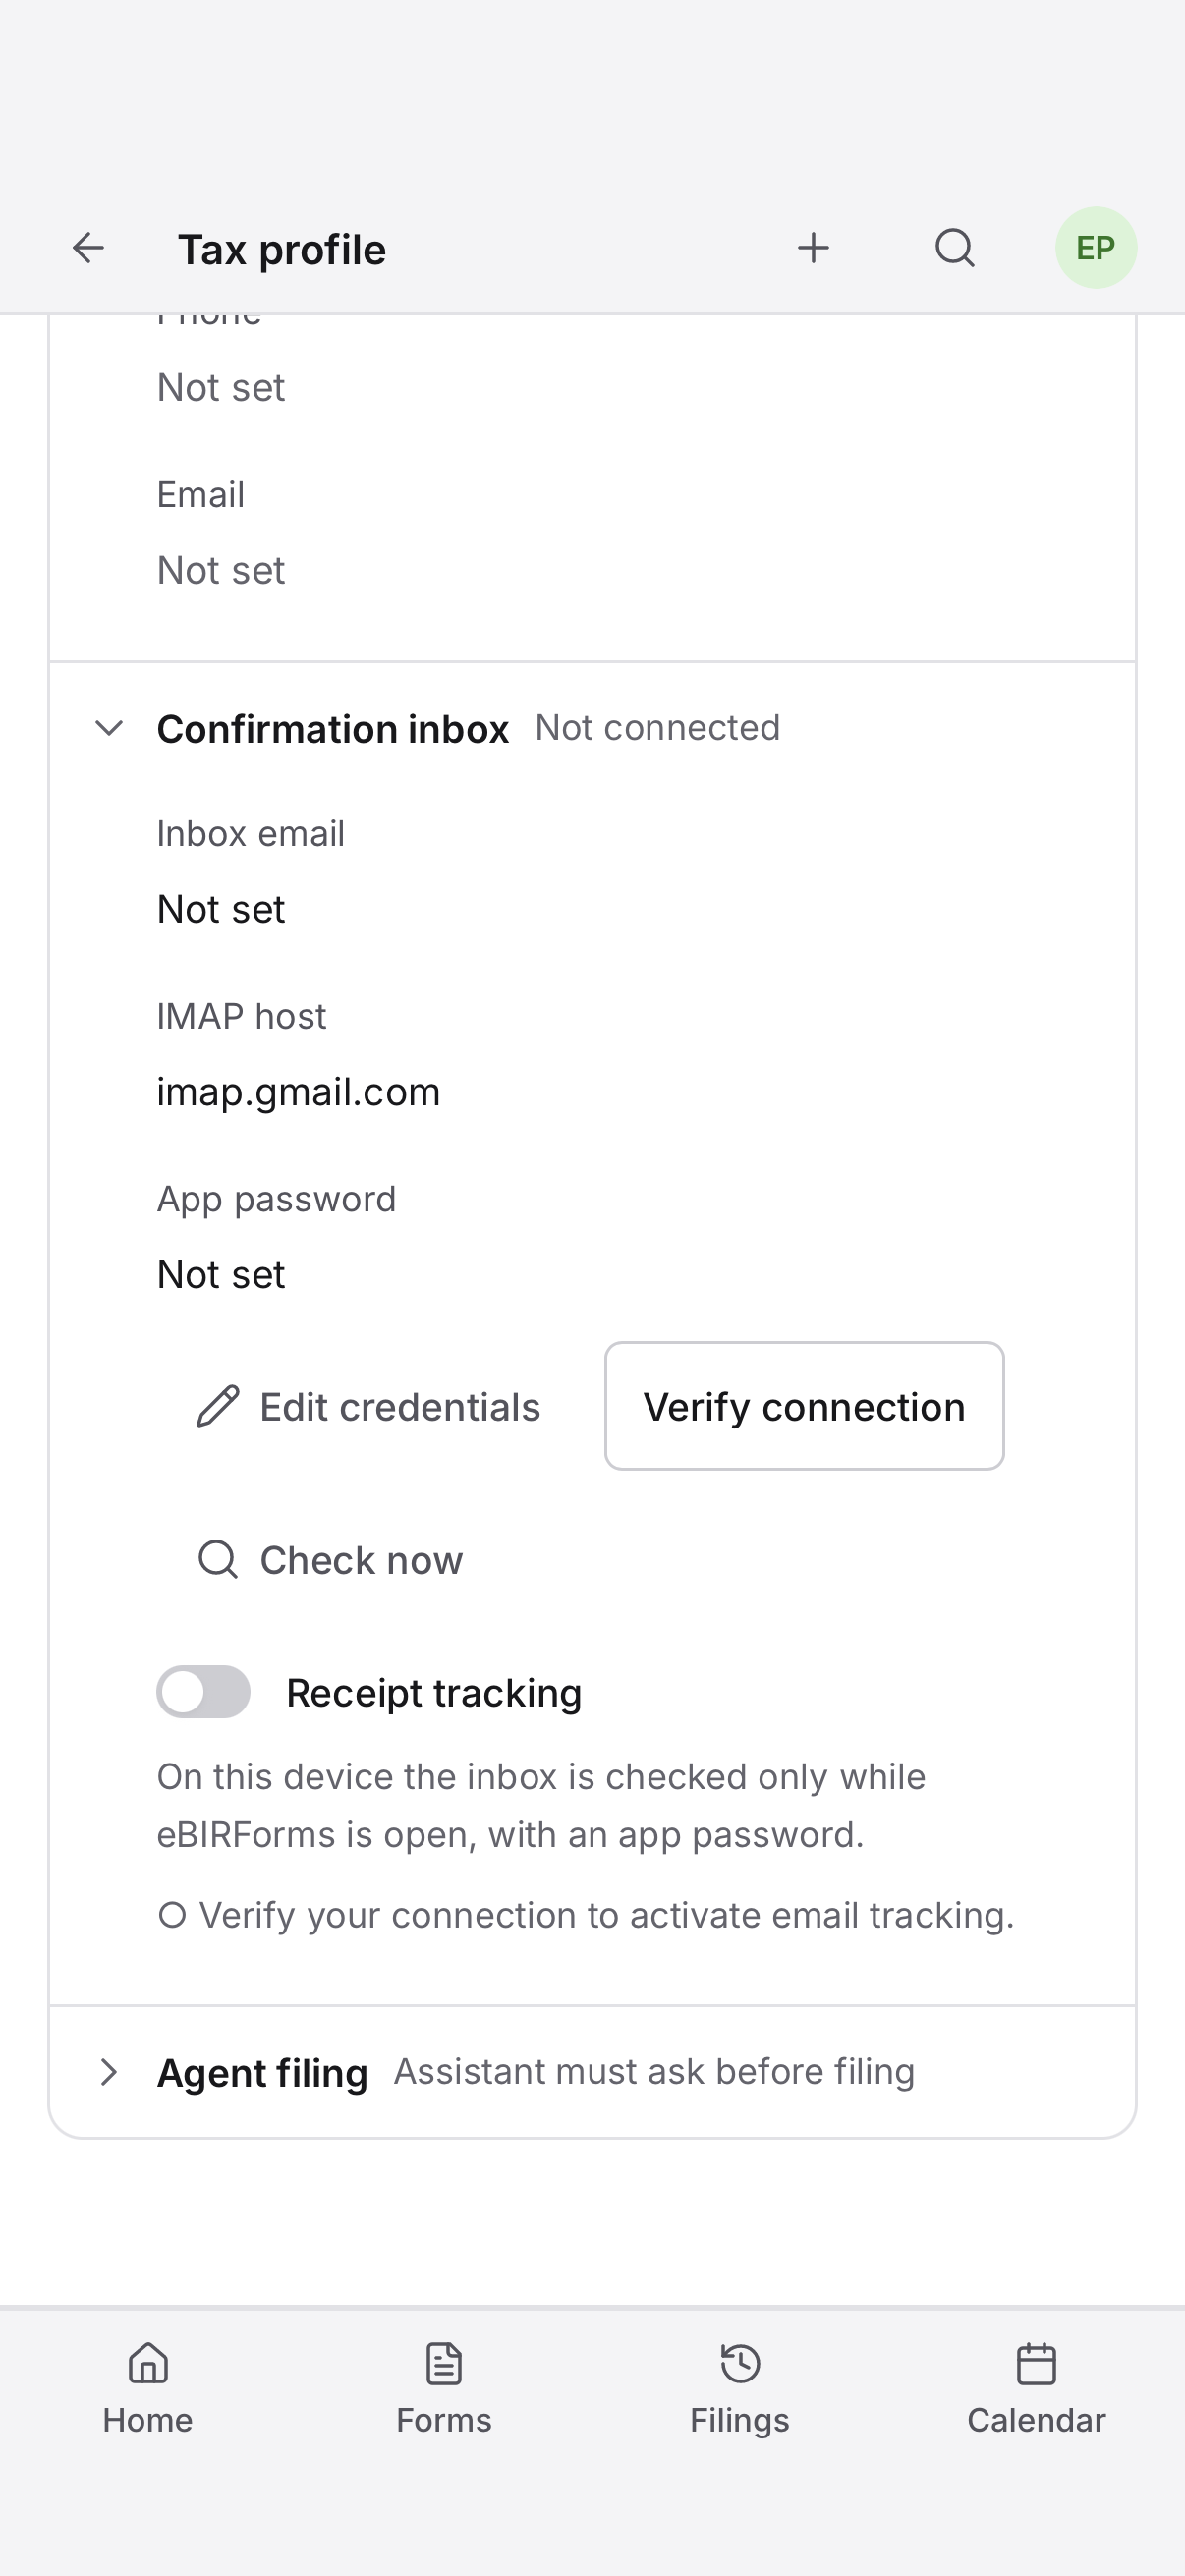 Tax profile
EP
Phone
Not set
Email
Not set
Confirmation inbox Not connected
Inbox email
Not set
IMAP host
imap.gmail.com
App password
Not set
Edit credentials
Verify connection
Check now
Receipt tracking
On this device the inbox is checked only while
eBIRForms is open, with an app password.
Verify your connection to activate email tracking.
Agent filing Assistant must ask before filing
Home
Forms
Filings
Calendar